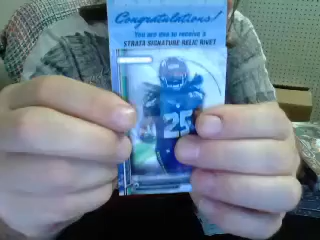 Congratulations!
You are due to receive a
STRATA SIGNATURE RELIC RIVET
25